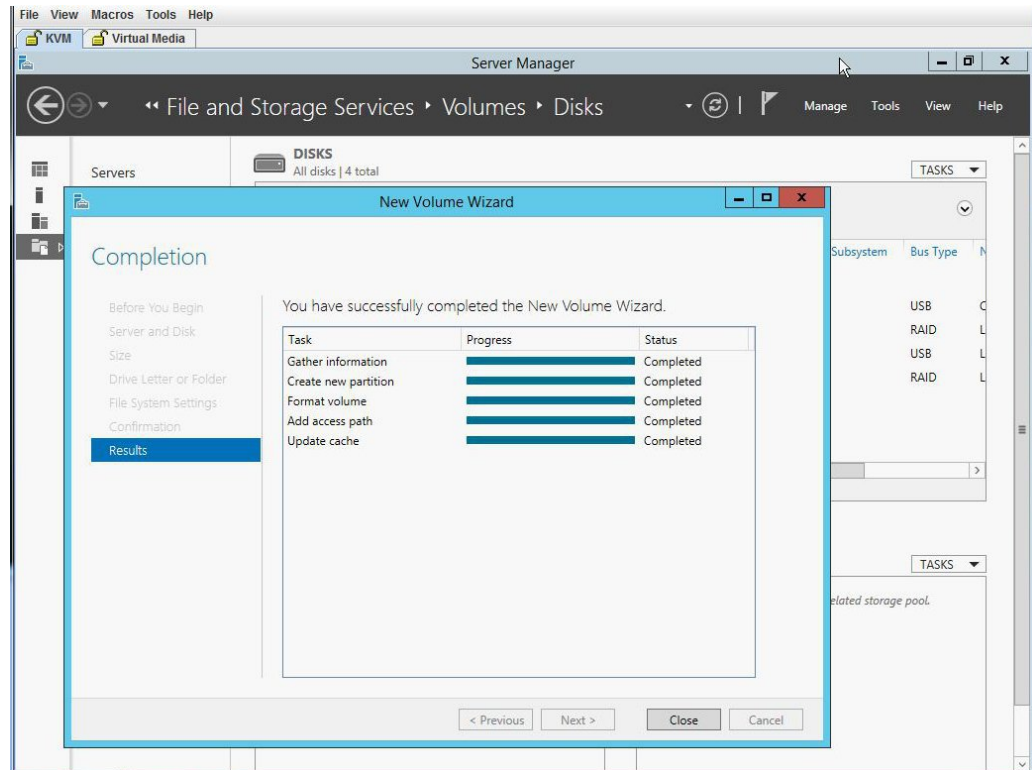 File View Macros Tools Help
KVM Virtual Media
Server Manager
File and Storage Services Volumes Disks Manage Tools View Help
DISKS
All disks | 4 total
TASKS
Servers
New Volume Wizard
Subsystem Bus Type
Completion
You have successfully completed the New Volume Wizard.
Before You Begin
Server and Disk
Size
Drive Letter or Folder
File System Settings
Confirmation
Results
Task Progress Status
Gather information Completed
Create new partition Completed
Format volume Completed
Add access path Completed
Update cache Completed
USB
RAID
USB
RAID
TASKS
elated storage pool.
< Previous Next > Close Cancel